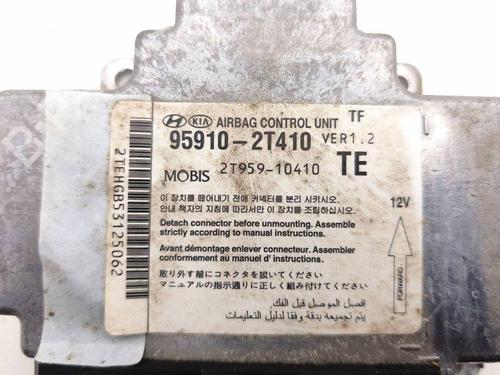 HYUNDAI KIA AIRBAG CONTROL UNIT TF
95910-2T410 VER1.2
MOBIS 2T959-10410 TE
이 장치를 떼어내기 전에 커넥터를 분리 하시오.
안내 책자의 지침에 따라서만 이 장치를 조립하십시오.
12V
Detach connector before unmounting. Assemble
strictly according to manual instructions.
Avant démontage enlever connecteur. Assembler
conformement au manuel d' instructions.
取り外す前にコネクタを抜いてください
マニュアルの指示通りに正しく組み付けてください
افصل الموصل قبل الفك.
يتم تجميعه بدقة وفقا لدليل التعليمات
FORWARD
2TEHGB53125062